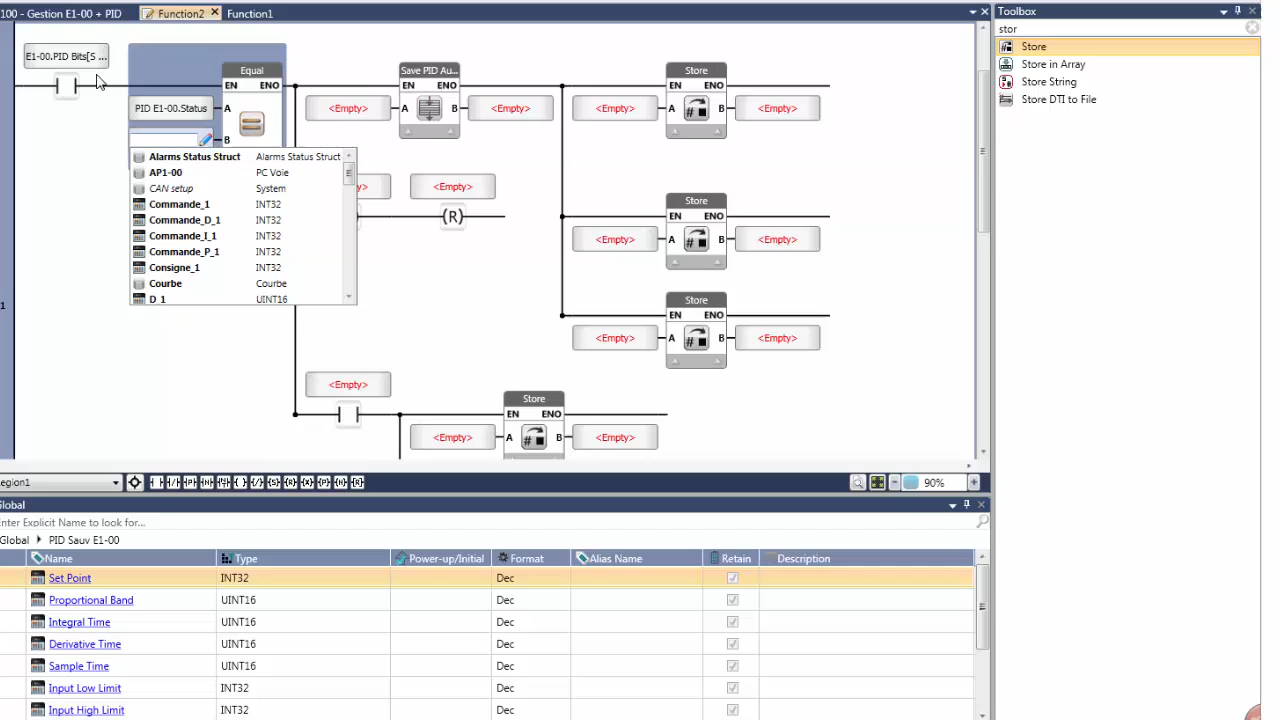 100 - Gestion E1-00 + PID
Function2
Function1
Toolbox
stor
Store
Store in Array
Store String
Store DTI to File
E1-00.PID Bits[S ...
Equal
EN ENO
PID E1-00.Status
A
B
Save PID Au...
EN ENO
<Empty>
A B
<Empty>
Store
EN ENO
<Empty>
A B
<Empty>
Alarms Status Struct Alarms Status Struct
AP1-00 PC Voie
CAN setup System
Commande_1 INT32
Commande_D_1 INT32
Commande_I_1 INT32
Commande_P_1 INT32
Consigne_1 INT32
Courbe Courbe
D_1 UINT16
<Empty>
(R)
Store
EN ENO
<Empty>
A B
<Empty>
Store
EN ENO
<Empty>
A B
<Empty>
1
<Empty>
Store
EN ENO
<Empty>
A B
<Empty>
egion1
90%
Global
Enter Explicit Name to look for...
Global PID Sauv E1-00
Name Type Power-up/Initial Format Alias Name Retain Description
Set Point INT32 Dec
Proportional Band UINT16 Dec
Integral Time UINT16 Dec
Derivative Time UINT16 Dec
Sample Time UINT16 Dec
Input Low Limit INT32 Dec
Input High Limit INT32 Dec